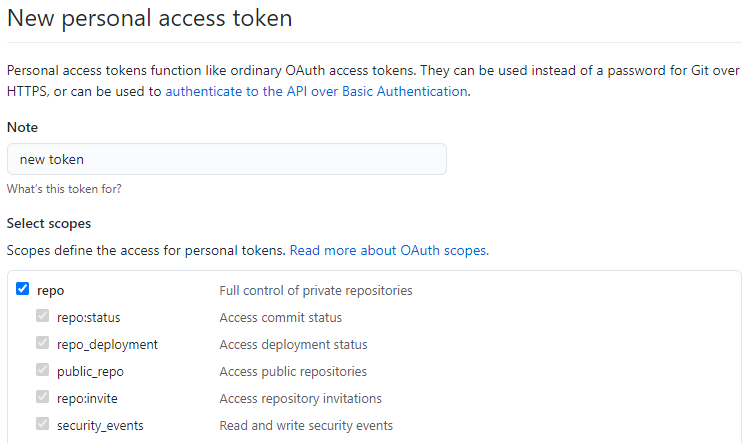 New personal access token
Personal access tokens function like ordinary OAuth access tokens. They can be used instead of a password for Git over
HTTPS, or can be used to authenticate to the API over Basic Authentication.
Note
new token
What's this token for?
Select scopes
Scopes define the access for personal tokens. Read more about OAuth scopes.
repo Full control of private repositories
repo:status Access commit status
repo_deployment Access deployment status
public_repo Access public repositories
repo:invite Access repository invitations
security_events Read and write security events